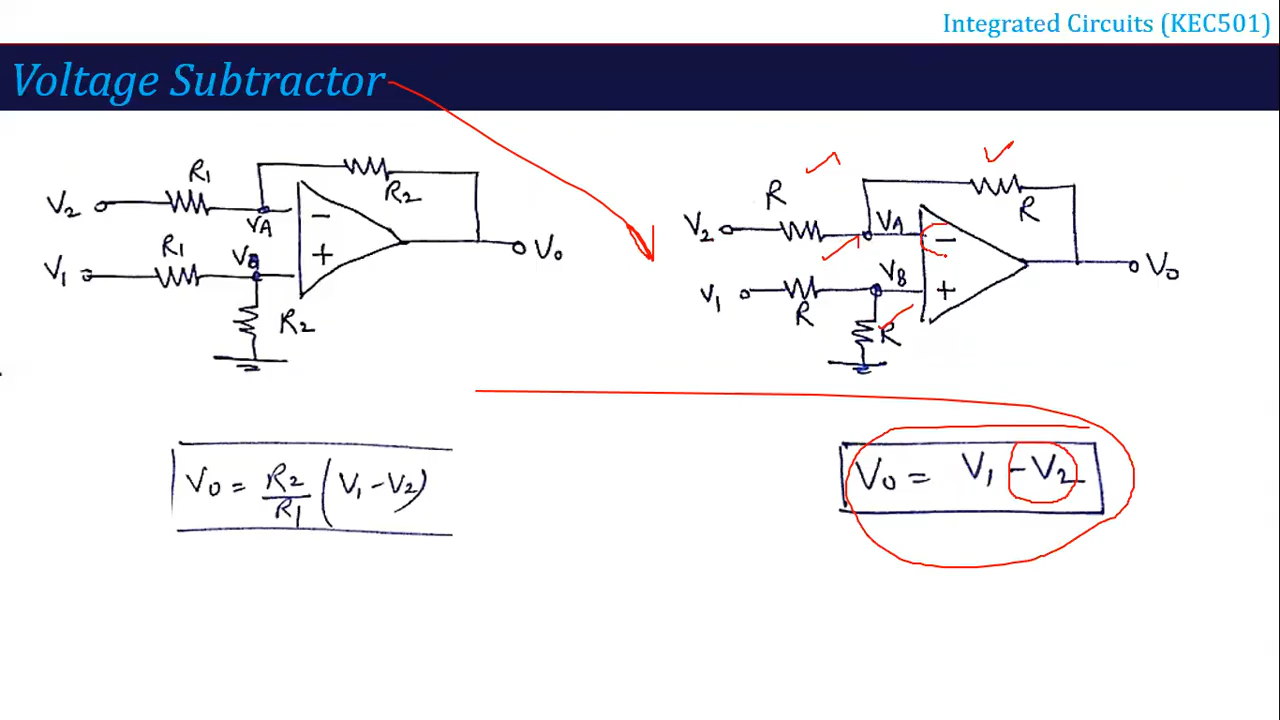 Integrated Circuits (KEC501)
Voltage Subtractor
R1
R2
V2
VA
−
R1
VB
V1
+
V0
R2
R
R
V2
VA
−
VB
V1
+
V0
R
R
V0 = R2/R1 (V1 − V2)
V0 = V1 − V2